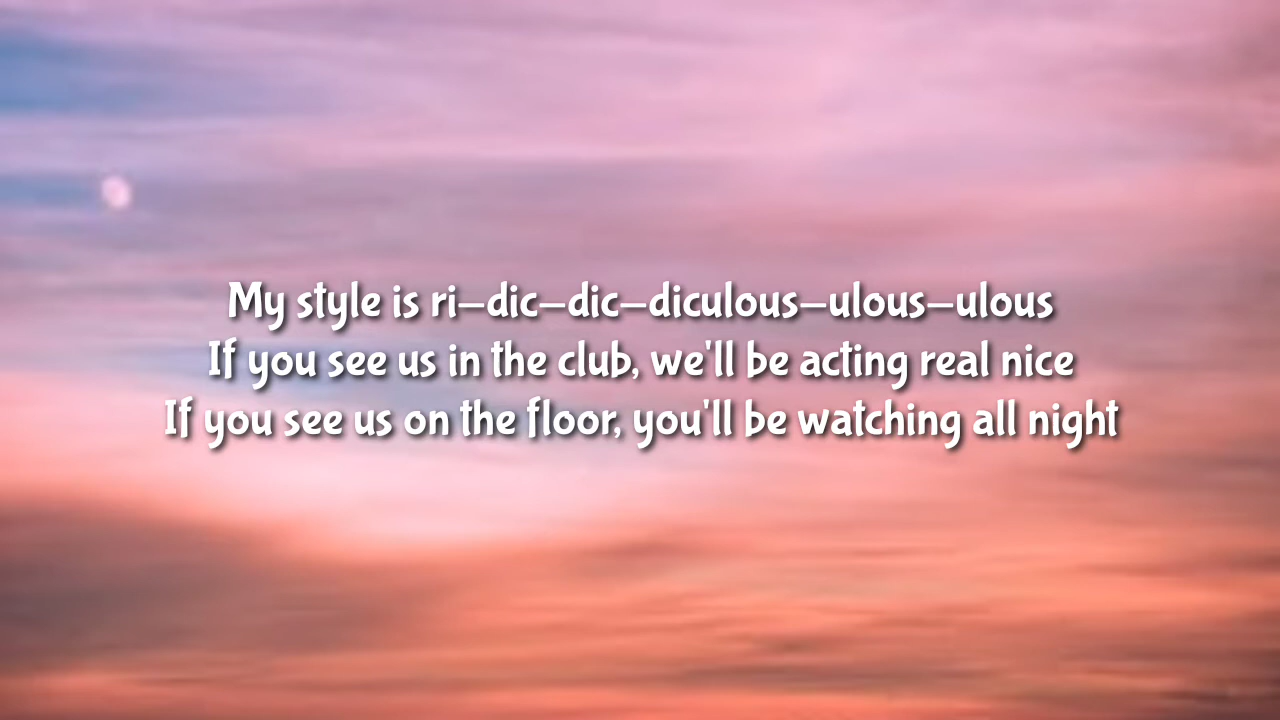 My style is ri-dic-dic-diculous-ulous-ulous
If you see us in the club, we'll be acting real nice
If you see us on the floor, you'll be watching all night